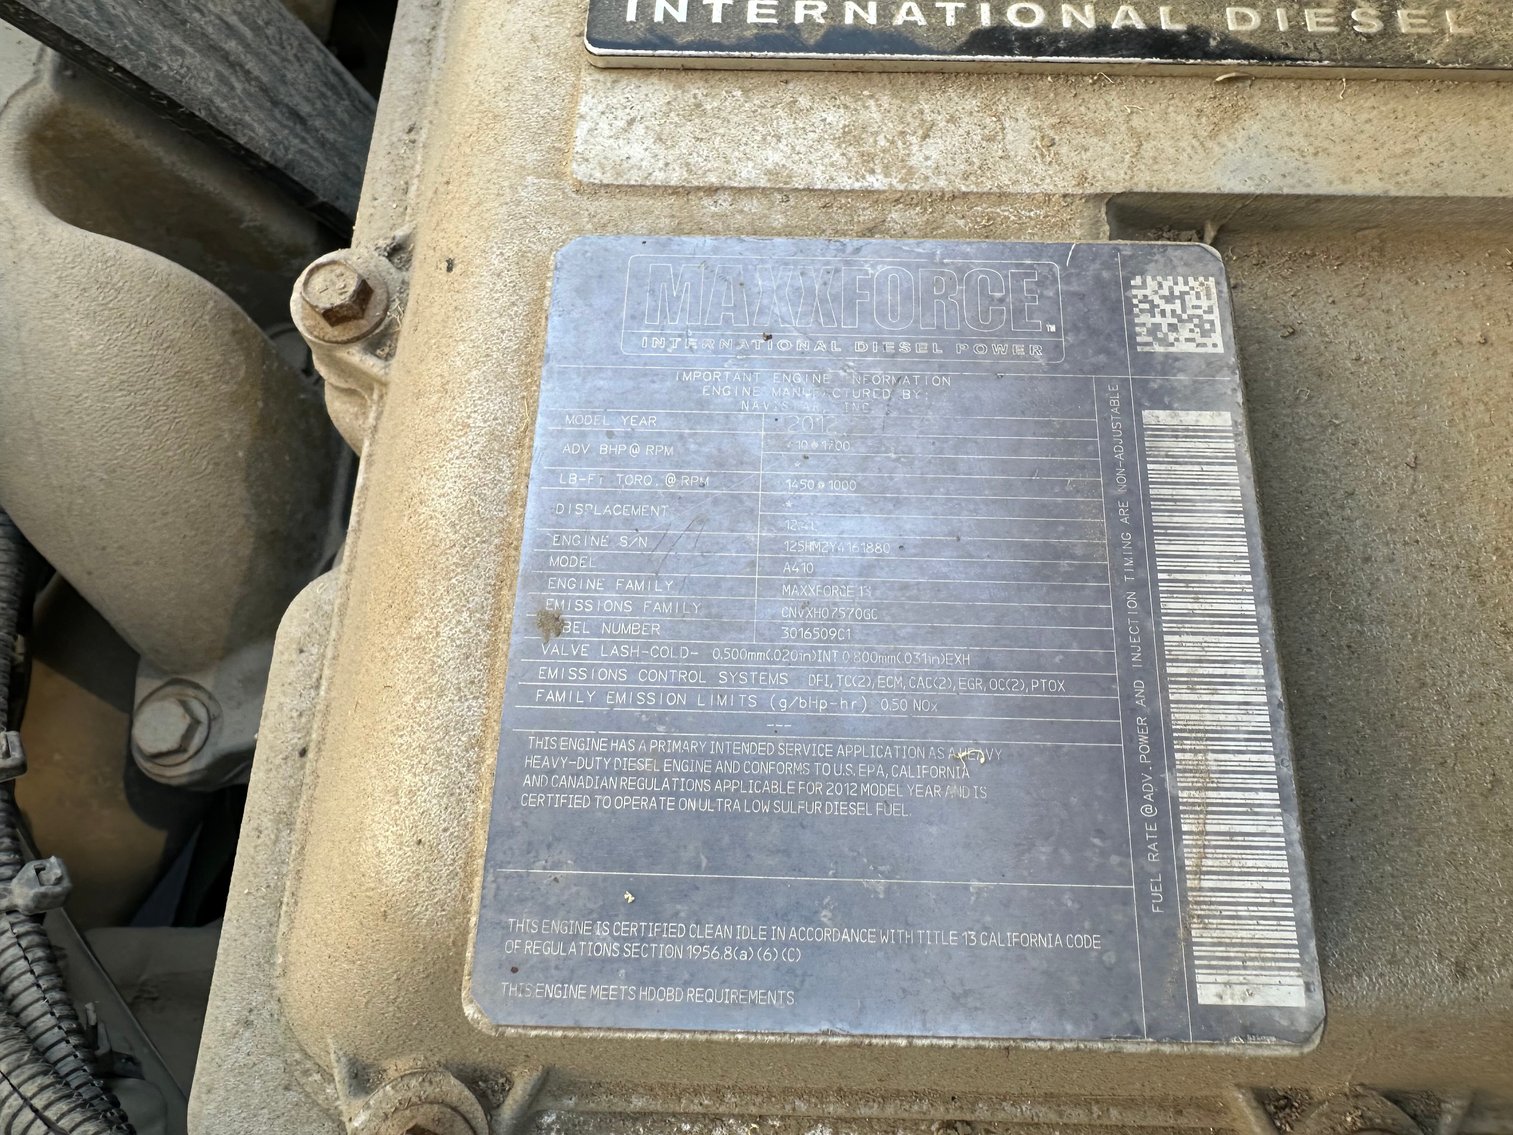 INTERNATIONAL DIESEL
MAXXFORCE™
INTERNATIONAL DIESEL POWER
IMPORTANT ENGINE INFORMATION
ENGINE MANUFACTURED BY:
NAVISTAR, INC
MODEL YEAR 2012
ADV BHP@RPM 410@1700
*
LB-FT TORQ.@RPM 1450@1000
*
DISPLACEMENT
ENGINE S/N 125HM2Y4161880
MODEL A410
ENGINE FAMILY MAXXFORCE
EMISSIONS FAMILY CNVXH07570GC
LABEL NUMBER 3016509C1
VALVE LASH-COLD- 0.500mm(.020in)INT 0.800mm(.031in)EXH
EMISSIONS CONTROL SYSTEMS DFI,TC(2),ECM,CAC(2),EGR,OC(2),PTOX
FAMILY EMISSION LIMITS (g/bHp-hr) 0.50 NOx
---
THIS ENGINE HAS A PRIMARY INTENDED SERVICE APPLICATION AS A HEAVY
HEAVY-DUTY DIESEL ENGINE AND CONFORMS TO U.S. EPA, CALIFORNIA
AND CANADIAN REGULATIONS APPLICABLE FOR 2012 MODEL YEAR AND IS
CERTIFIED TO OPERATE ON ULTRA LOW SULFUR DIESEL FUEL.
THIS ENGINE IS CERTIFIED CLEAN IDLE IN ACCORDANCE WITH TITLE 13 CALIFORNIA CODE
OF REGULATIONS SECTION 1956.8(a)(6)(C)
THIS ENGINE MEETS HDOBD REQUIREMENTS
FUEL RATE @ADV. POWER AND INJECTION TIMING ARE NON-ADJUSTABLE